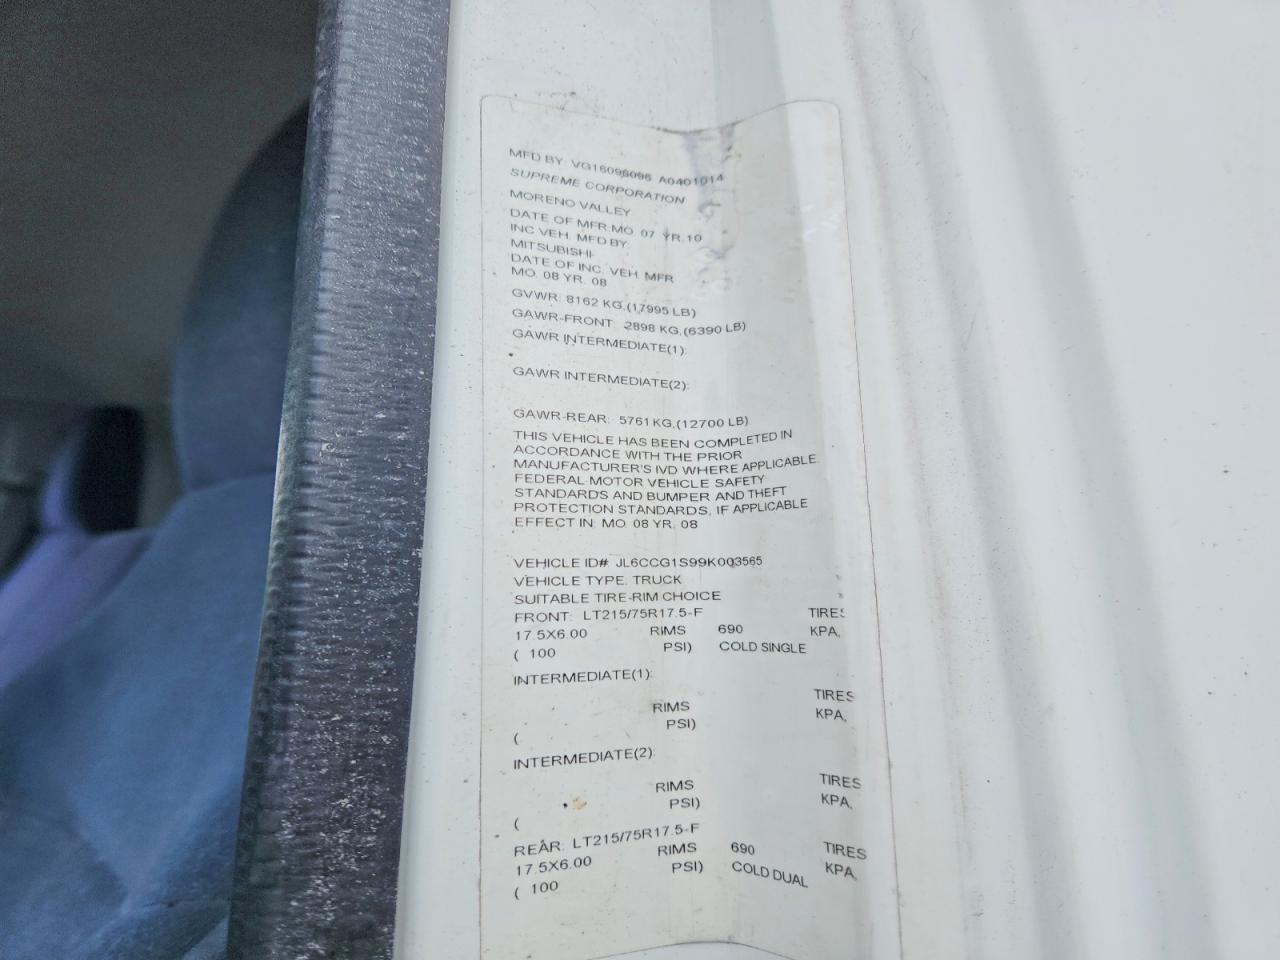 MFD BY: VG16098096 A0401014
SUPREME CORPORATION
MORENO VALLEY
DATE OF MFR.MO. 07 YR.10
INC VEH. MFD BY:
MITSUBISHI-
DATE OF INC. VEH. MFR
MO. 08 YR. 08
GVWR: 8162 KG.(17995 LB)
GAWR-FRONT: 2898 KG.(6390 LB)
GAWR INTERMEDIATE(1):
GAWR INTERMEDIATE(2):
GAWR-REAR: 5761KG.(12700 LB)
THIS VEHICLE HAS BEEN COMPLETED IN
ACCORDANCE WITH THE PRIOR
MANUFACTURER'S IVD WHERE APPLICABLE.
FEDERAL MOTOR VEHICLE SAFETY
STANDARDS AND BUMPER AND THEFT
PROTECTION STANDARDS, IF APPLICABLE
EFFECT IN: MO. 08 YR. 08
VEHICLE ID# JL6CCG1S99K003565
VEHICLE TYPE: TRUCK
SUITABLE TIRE-RIM CHOICE
FRONT: LT215/75R17.5-F TIRES
17.5X6.00 RIMS 690 KPA,
( 100 PSI) COLD SINGLE
INTERMEDIATE(1):
TIRES
RIMS KPA,
( PSI)
INTERMEDIATE(2):
TIRES
RIMS KPA,
( PSI)
REAR: LT215/75R17.5-F TIRES
17.5X6.00 RIMS 690 KPA,
( 100 PSI) COLD DUAL